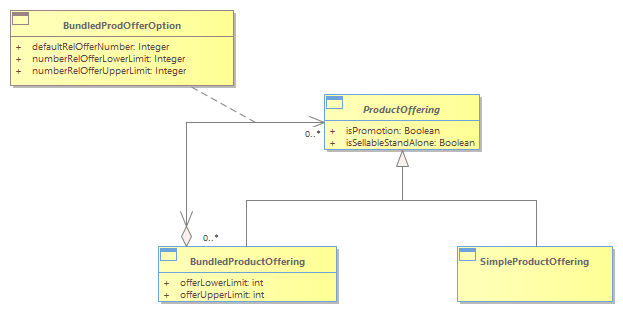 BundledProdOfferOption
+ defaultRelOfferNumber: Integer
+ numberRelOfferLowerLimit: Integer
+ numberRelOfferUpperLimit: Integer
ProductOffering
+ isPromotion: Boolean
+ isSellableStandAlone: Boolean
0..*
0..*
BundledProductOffering
+ offerLowerLimit: int
+ offerUpperLimit: int
SimpleProductOffering